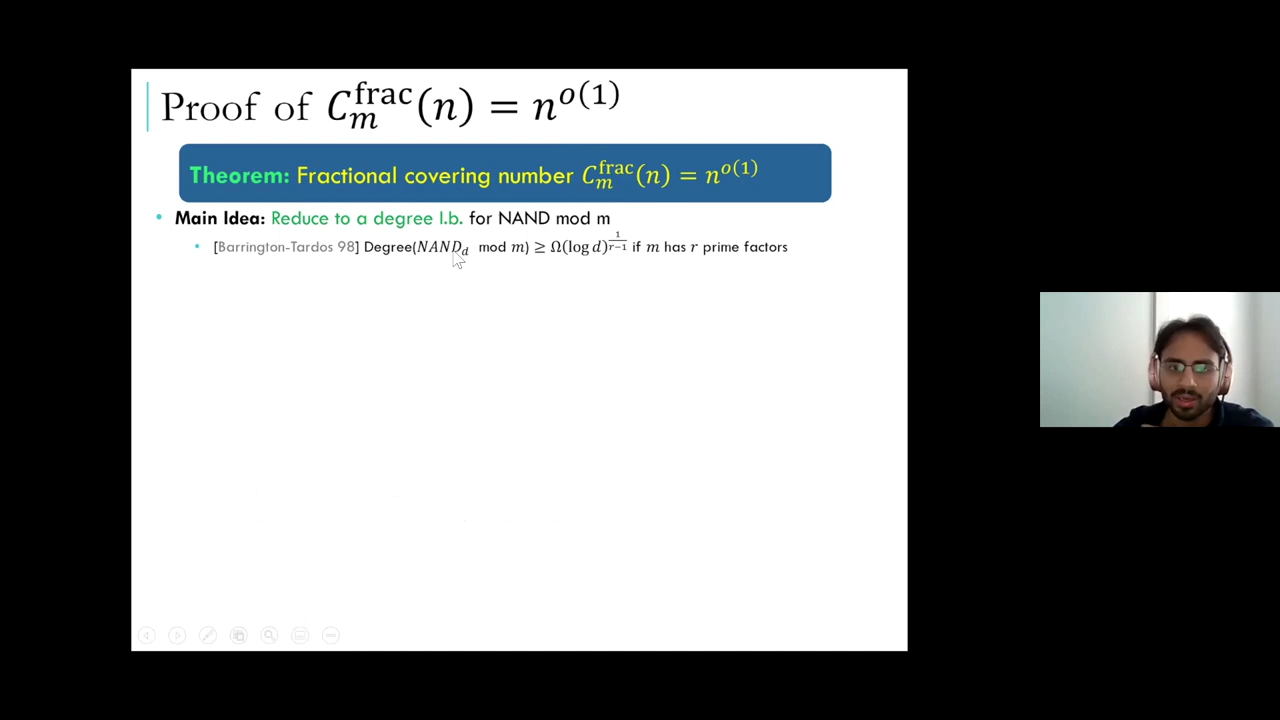 Proof of C_m^frac(n) = n^o(1)
Theorem: Fractional covering number C_m^frac(n) = n^o(1)
• Main Idea: Reduce to a degree l.b. for NAND mod m
• [Barrington-Tardos 98] Degree(NAND_d mod m) ≥ Ω(log d)^(1/(r−1)) if m has r prime factors